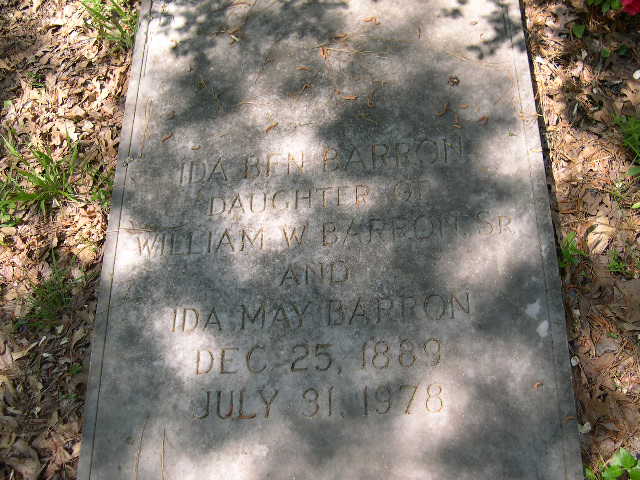 IDA BEN BARRON
DAUGHTER OF
WILLIAM W. BARRON SR.
AND
IDA MAY BARRON
DEC 25, 1889
JULY 31, 1978